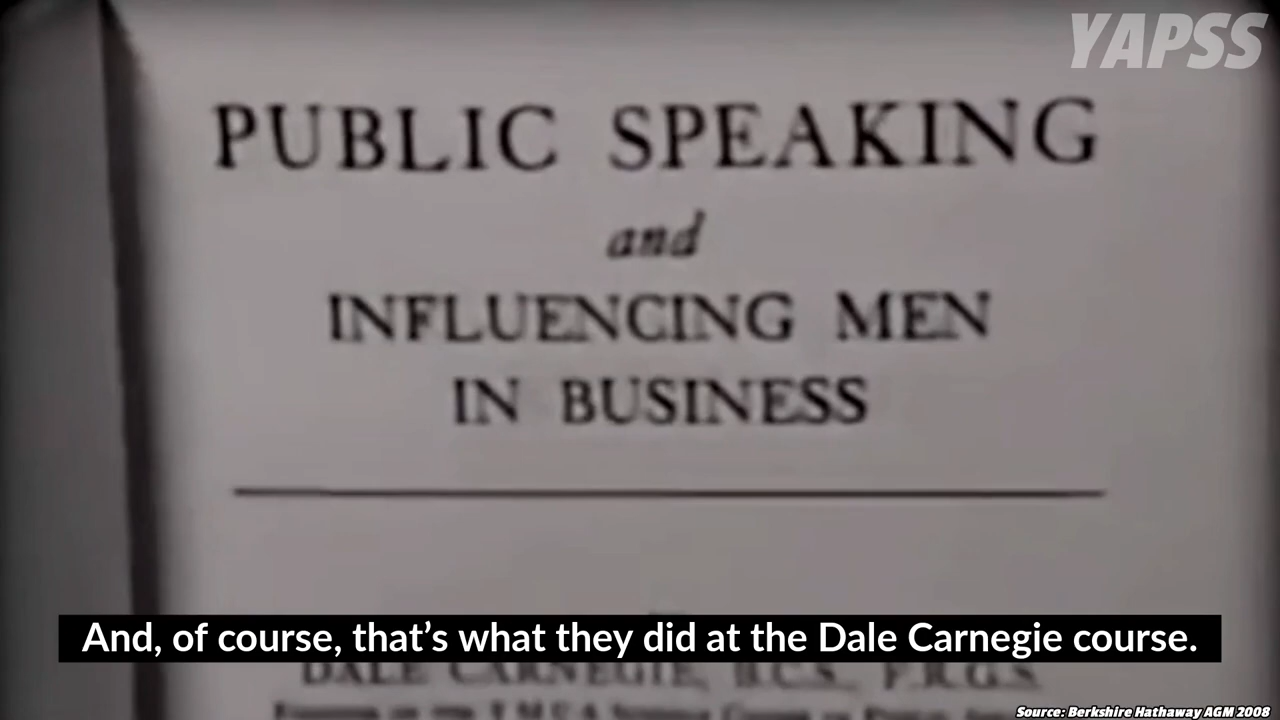 YAPSS
PUBLIC SPEAKING
and
INFLUENCING MEN
IN BUSINESS
And, of course, that’s what they did at the Dale Carnegie course.
DALE CARNEGIE, B.C.S., F.R.G.S.
Source: Berkshire Hathaway AGM 2008